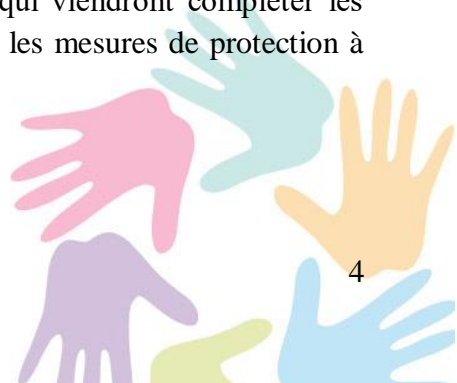 qui viendront compléter les
les mesures de protection à
4